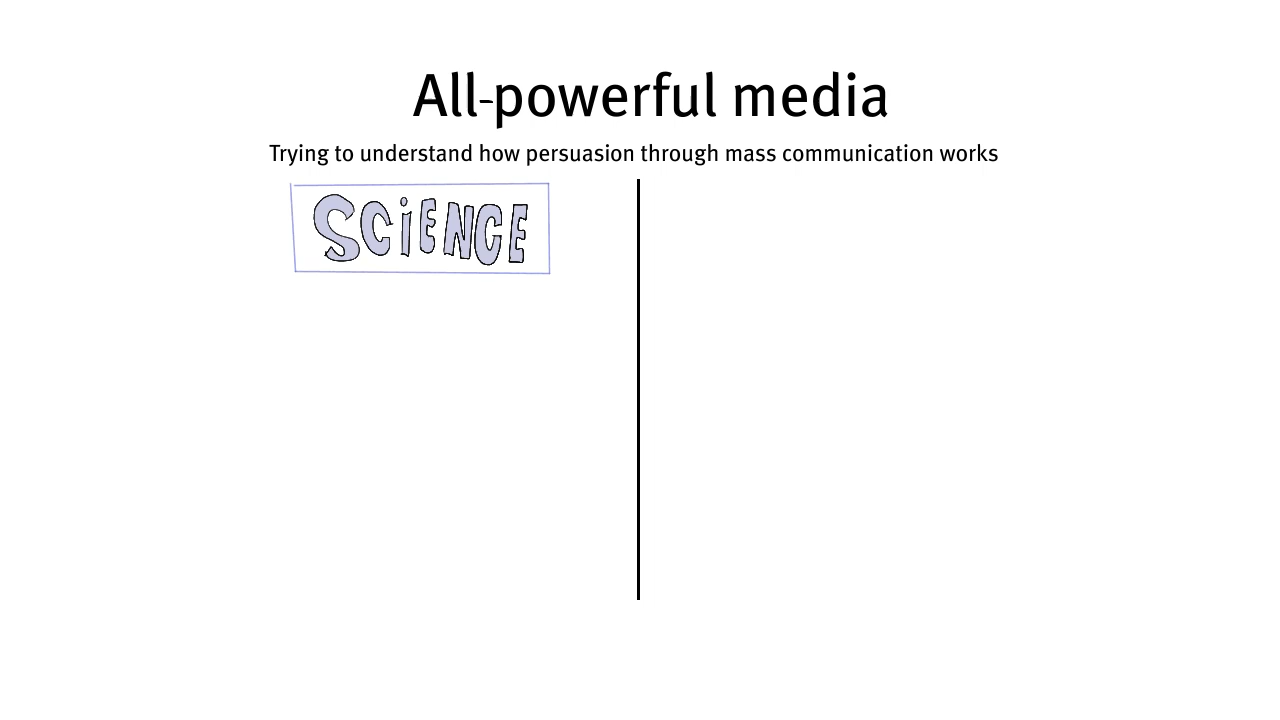 All-powerful media
Trying to understand how persuasion through mass communication works
SCiENCE